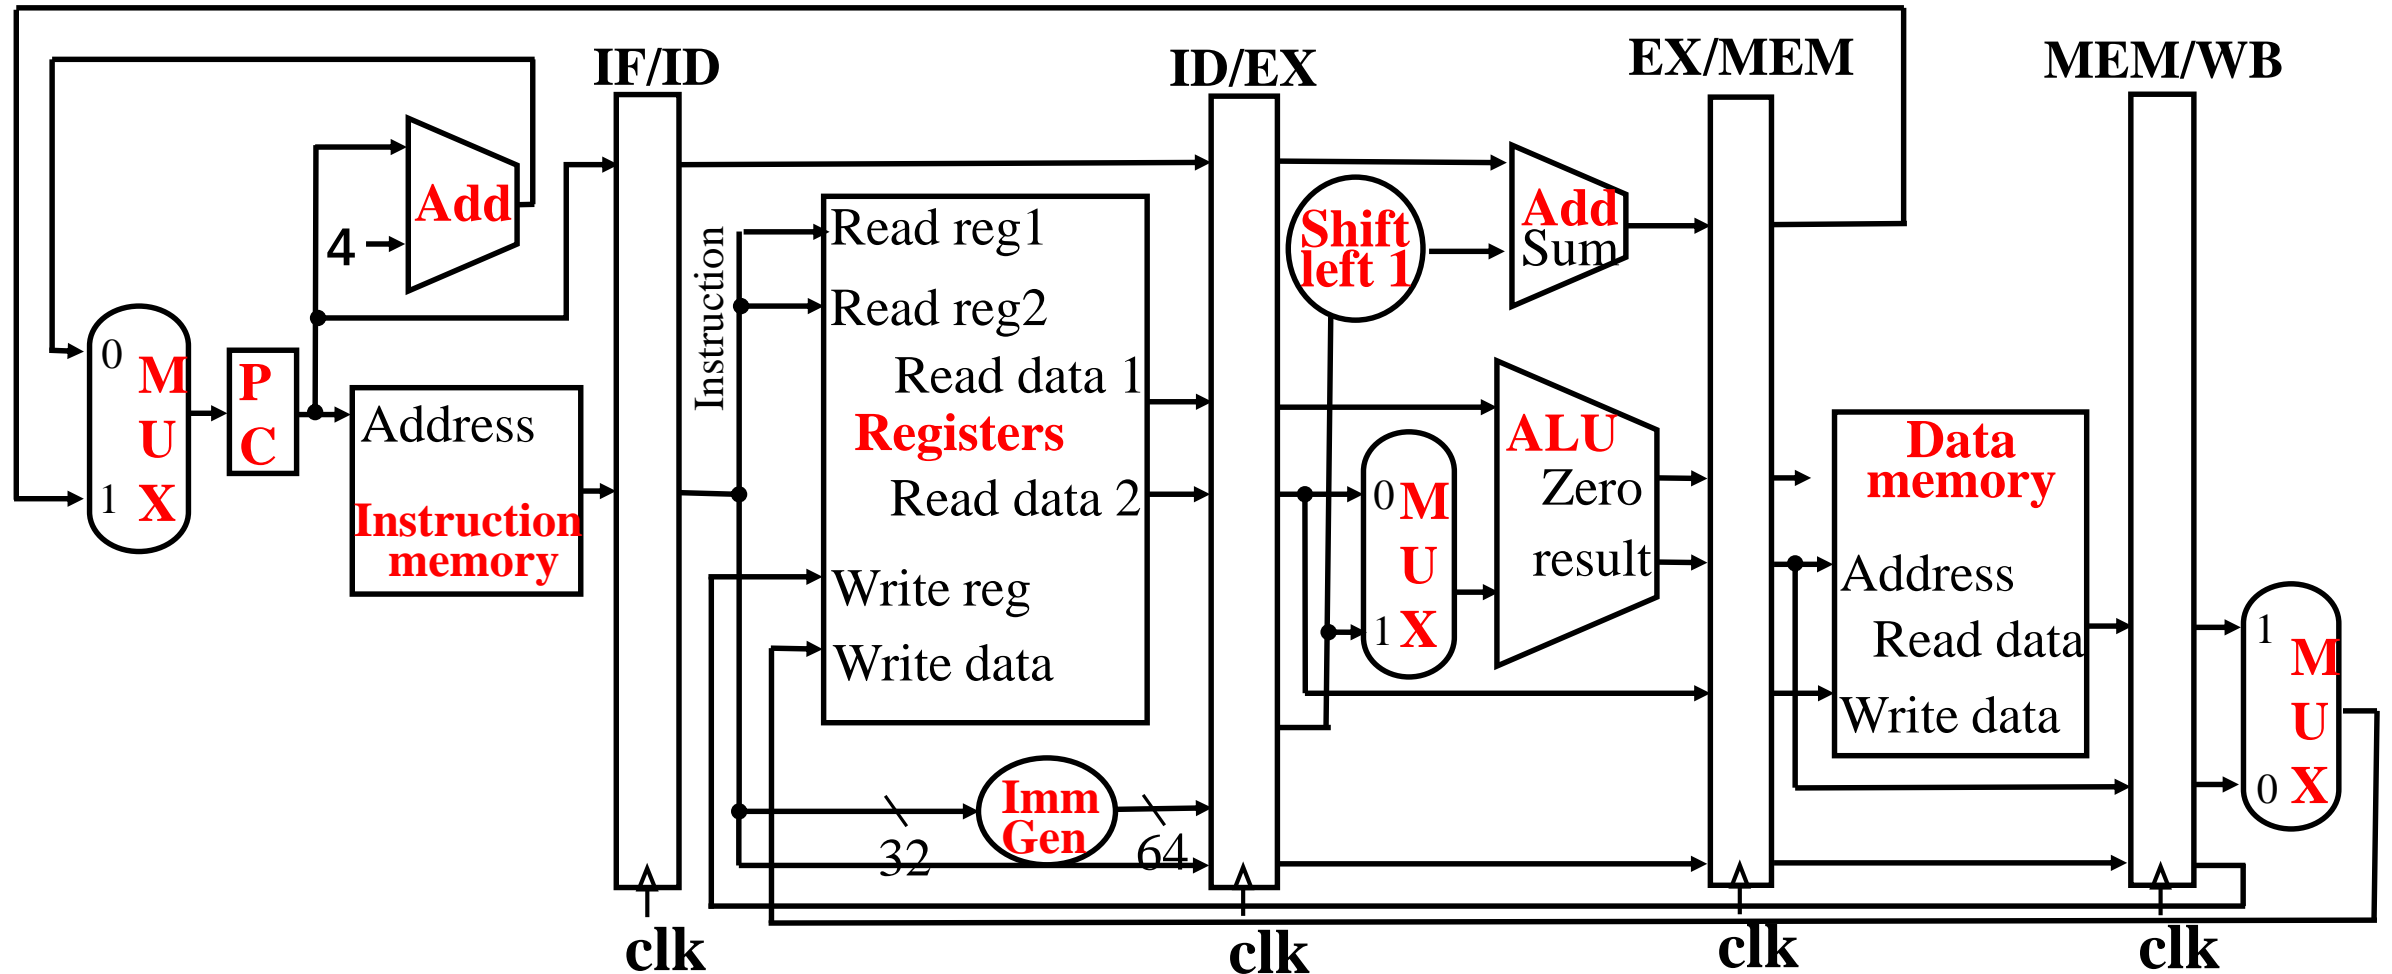 IF/ID
ID/EX
EX/MEM
MEM/WB
Add
4
0
M
U
X
1
P
C
Address
Instruction
memory
Instruction
Read reg1
Read reg2
Read data 1
Registers
Read data 2
Write reg
Write data
Imm
Gen
32
64
Shift
left 1
Add
Sum
0
M
U
X
1
ALU
Zero
result
Data
memory
Address
Read data
Write data
1
M
U
X
0
clk
clk
clk
clk